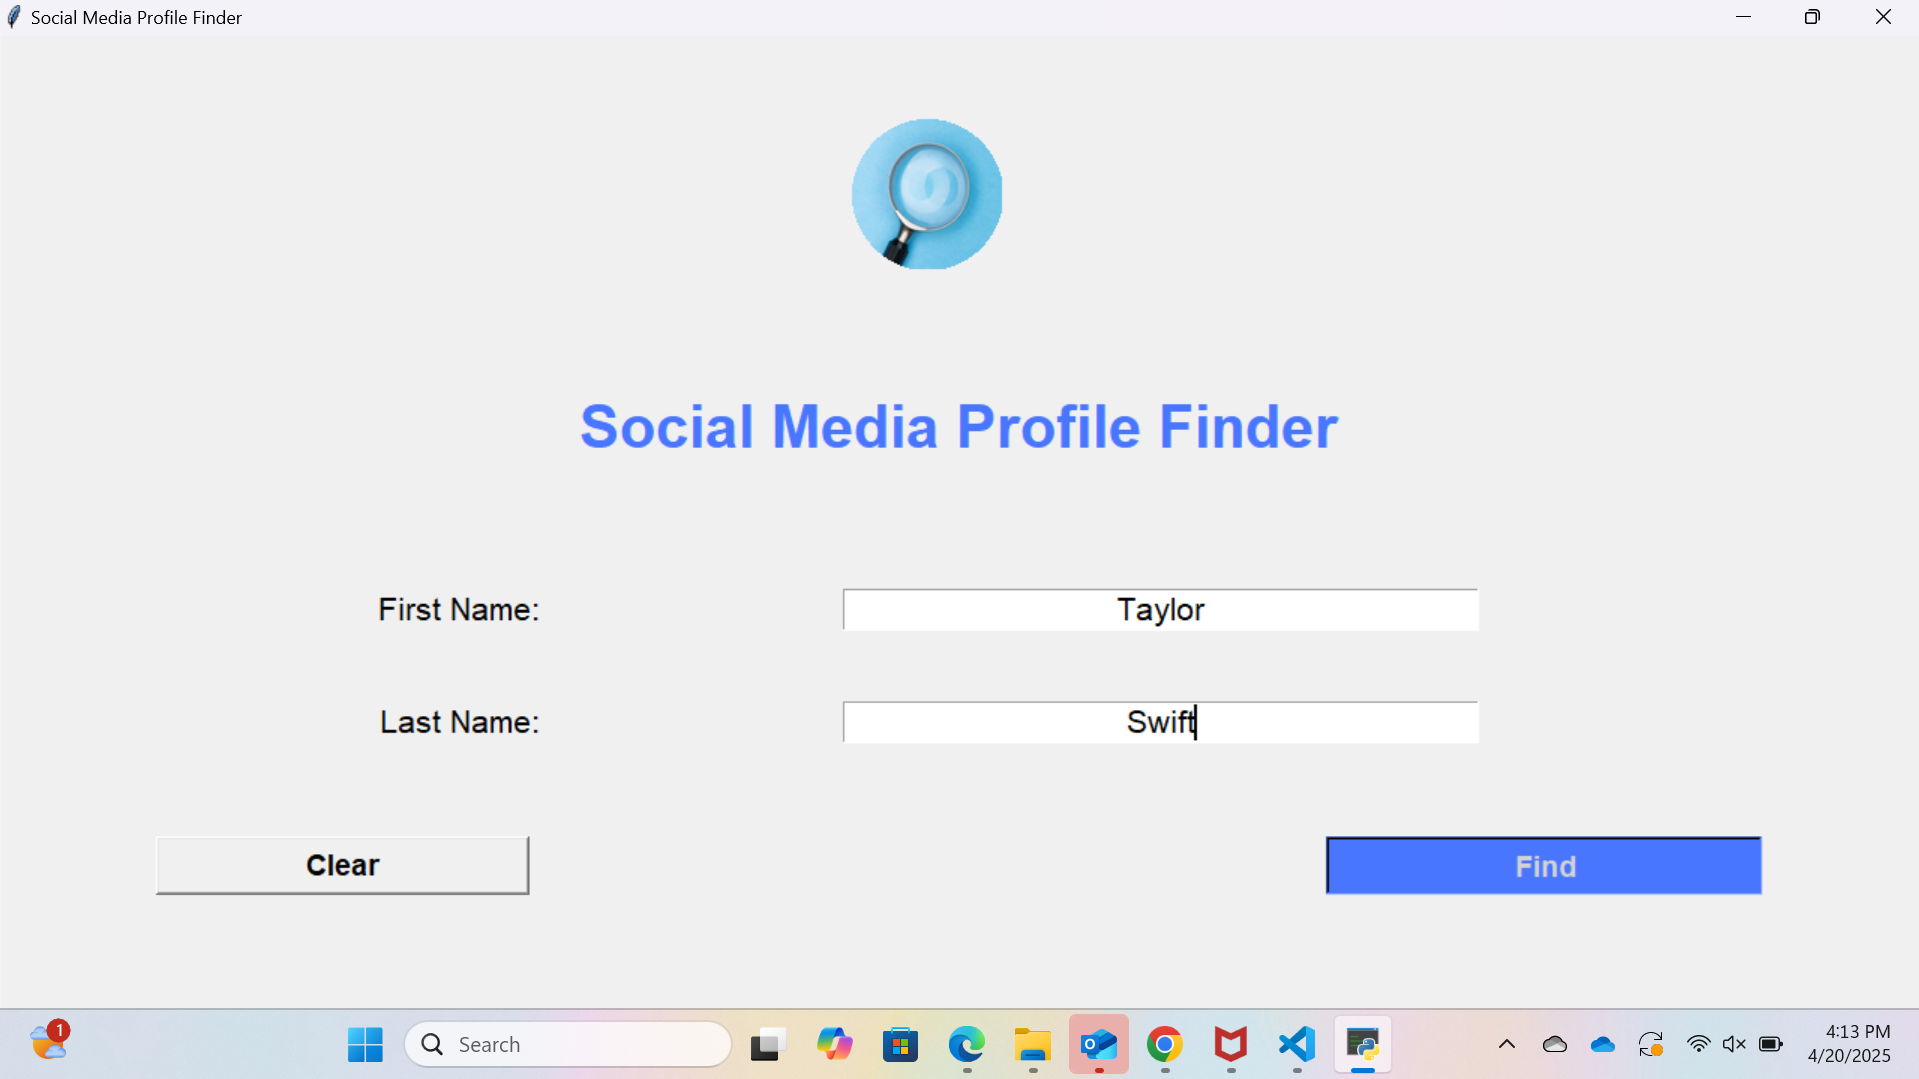 Social Media Profile Finder
Social Media Profile Finder
First Name:
Taylor
Last Name:
Swift
Clear
Find
1
Search
4:13 PM
4/20/2025